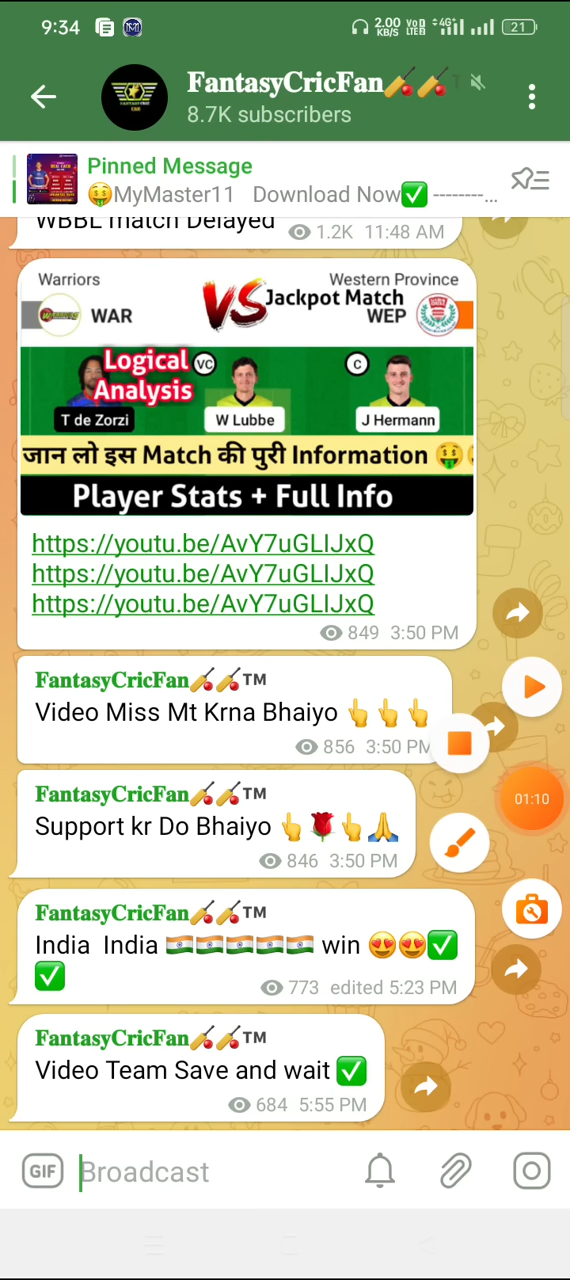 9:34
2.00 KB/S VoD LTE 4G+ 21
FantasyCricFan🏏🏏T
8.7K subscribers
Pinned Message
🤑MyMaster11 Download Now✅ --------...
WBBL match Delayed 1.2K 11:48 AM
Warriors Western Province
Jackpot Match
WAR VS WEP
Logical VC C
Analysis
T de Zorzi W Lubbe J Hermann
जान लो इस Match की पुरी Information 🤑
Player Stats + Full Info
https://youtu.be/AvY7uGLIJxQ
https://youtu.be/AvY7uGLIJxQ
https://youtu.be/AvY7uGLIJxQ
849 3:50 PM
FantasyCricFan🏏🏏TM
Video Miss Mt Krna Bhaiyo 👆👆👆
856 3:50 PM
FantasyCricFan🏏🏏TM
Support kr Do Bhaiyo 👆🌹👆🙏
846 3:50 PM
01:10
FantasyCricFan🏏🏏TM
India India 🇮🇳🇮🇳🇮🇳🇮🇳🇮🇳 win 😍😍✅
✅ 773 edited 5:23 PM
FantasyCricFan🏏🏏TM
Video Team Save and wait ✅
684 5:55 PM
GIF Broadcast